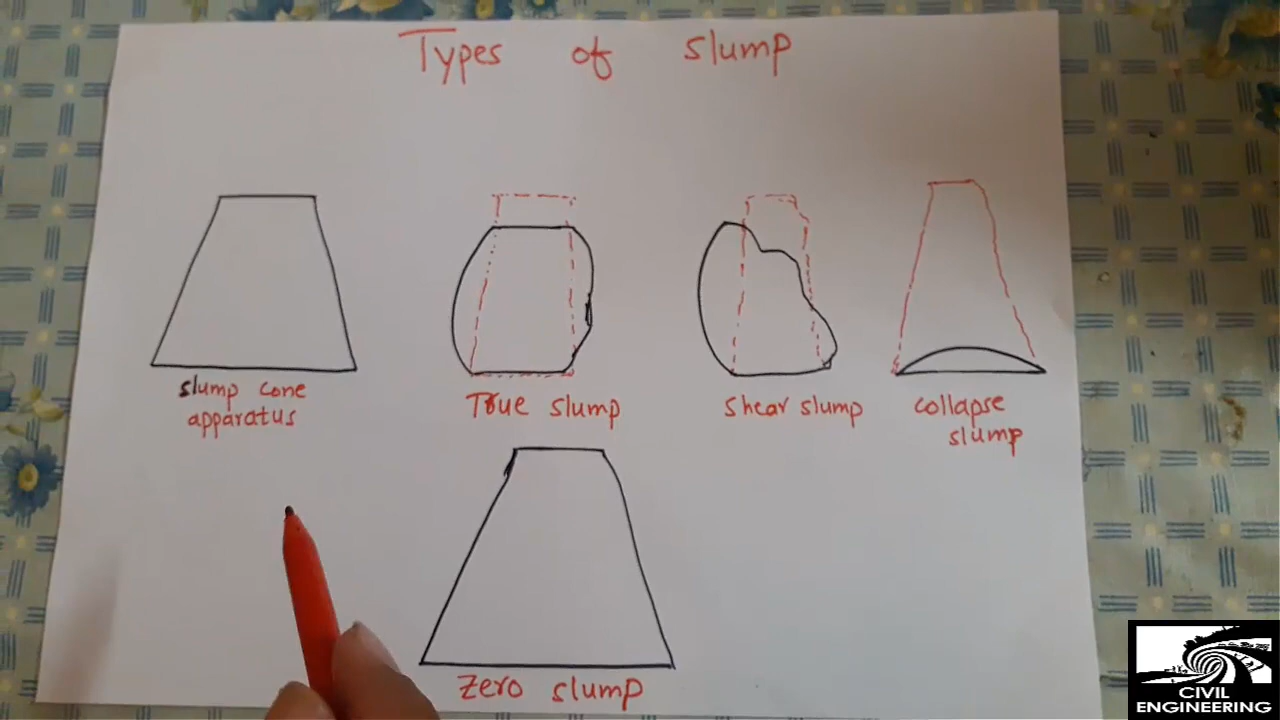 Types of slump
slump cone
apparatus
True slump
Shear slump
collapse
slump
Zero slump
CIVIL
ENGINEERING